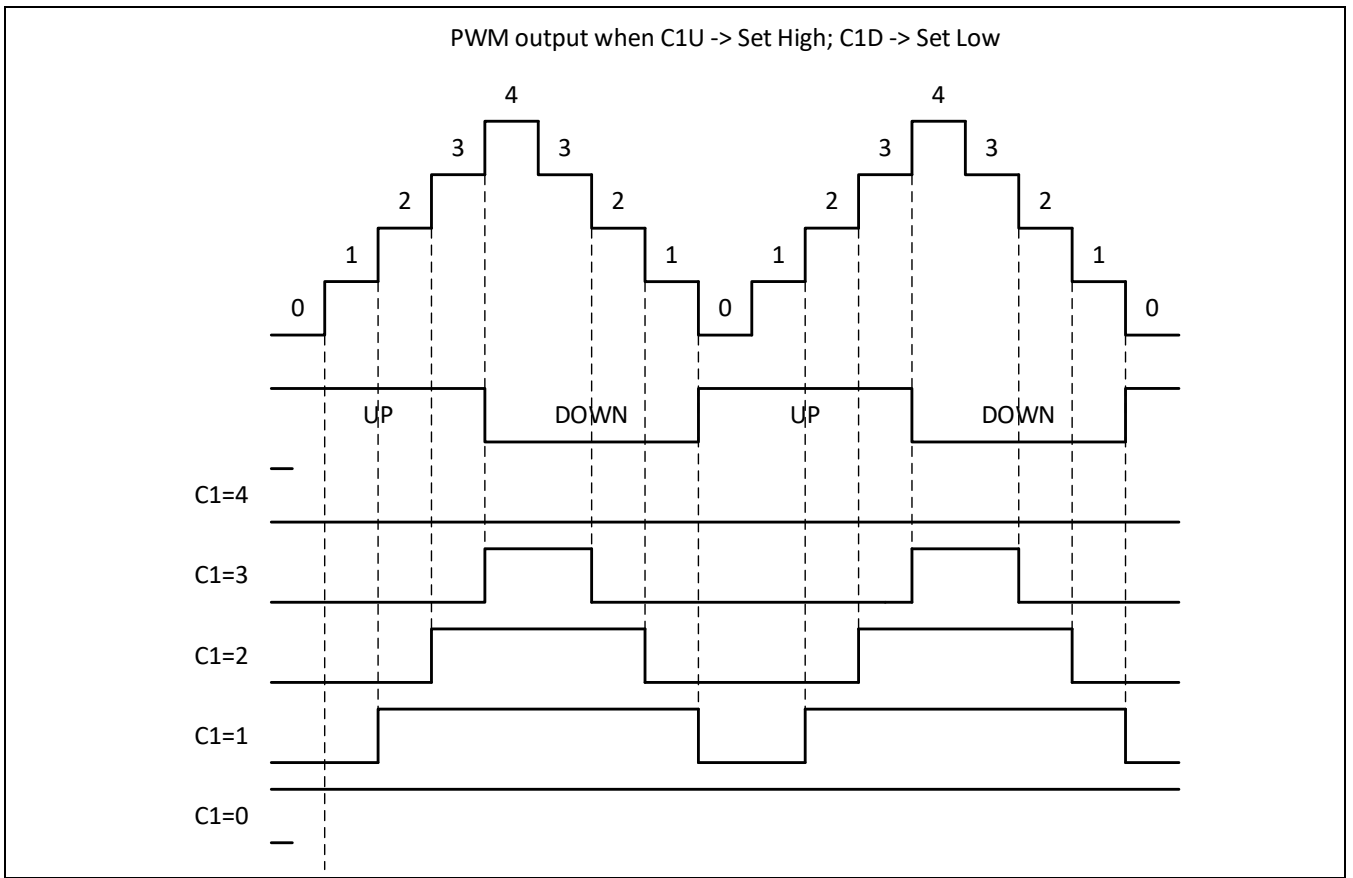 PWM output when C1U -> Set High; C1D -> Set Low
4 4
3 3 3 3
2 2 2 2
1 1 1 1
0 0 0
UP DOWN UP DOWN
C1=4
C1=3
C1=2
C1=1
C1=0